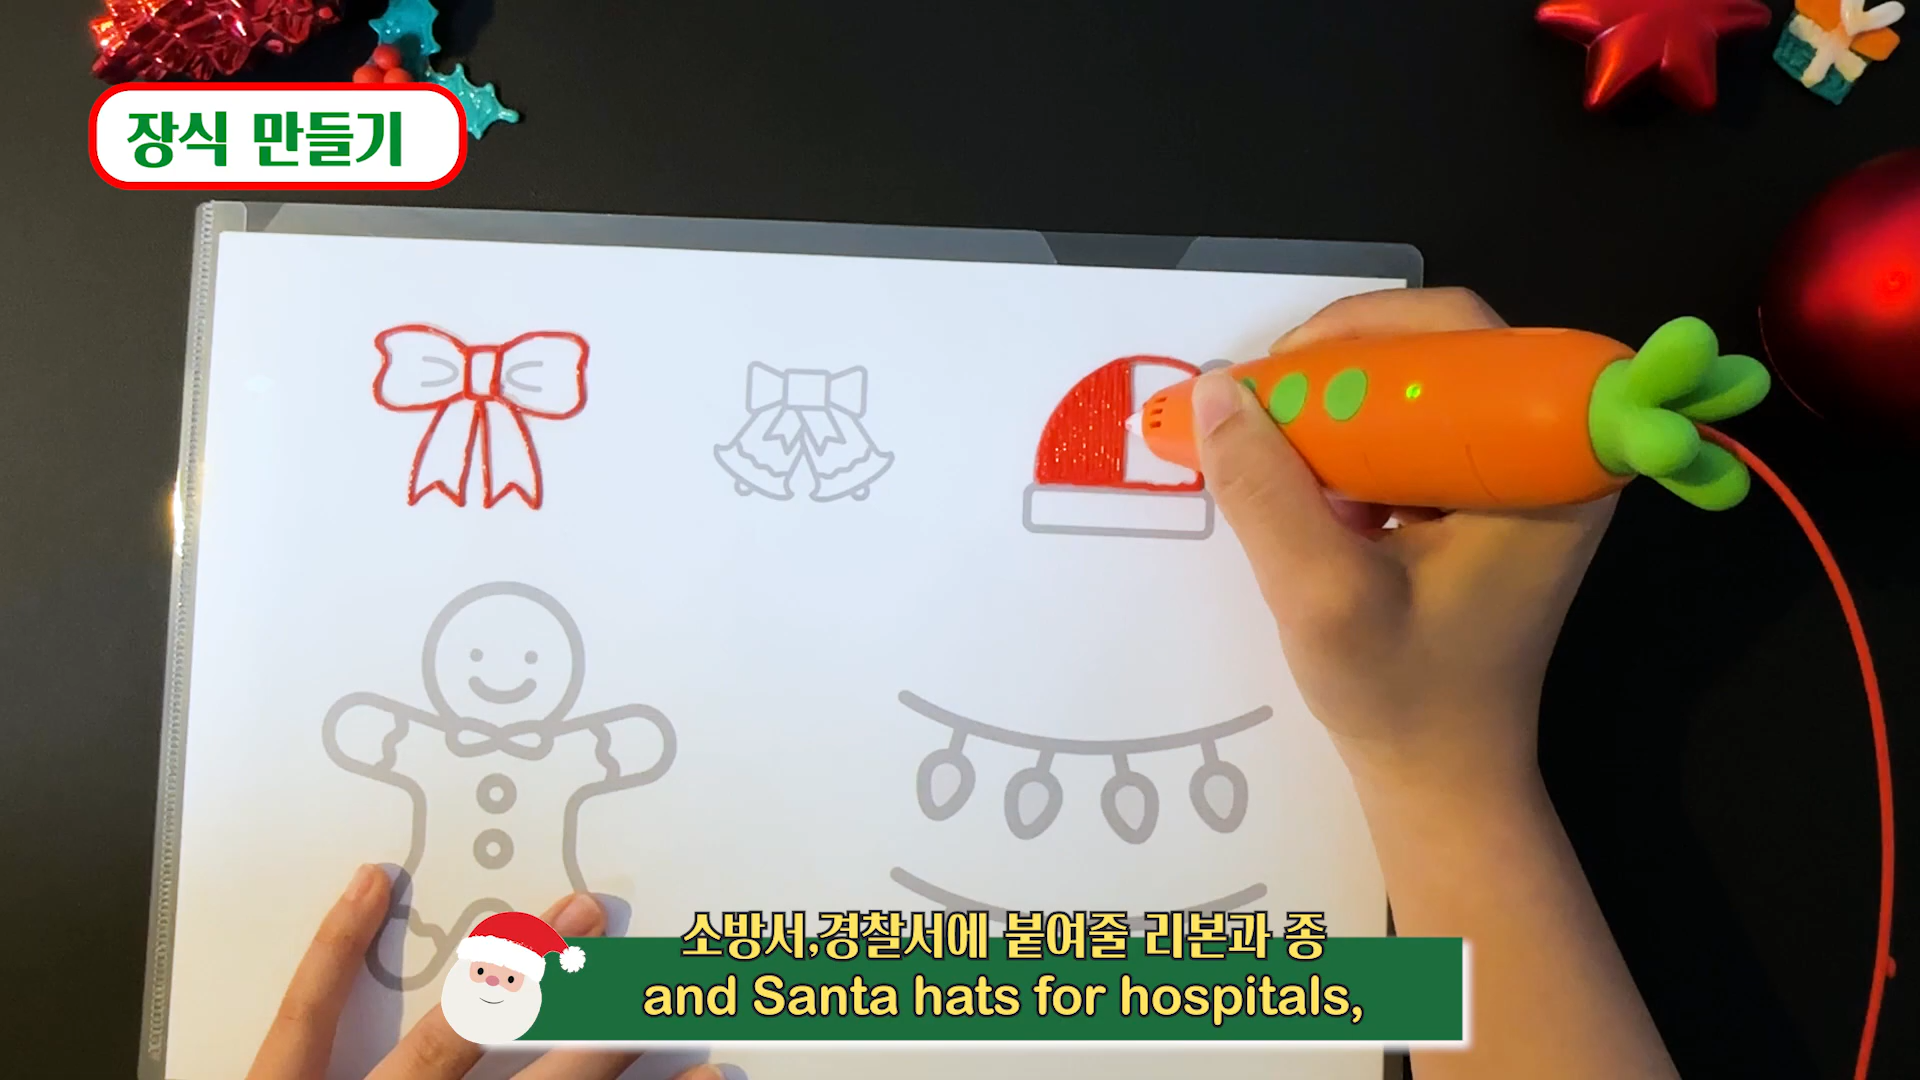 장식 만들기
소방서,경찰서에 붙여줄 리본과 종
and Santa hats for hospitals,